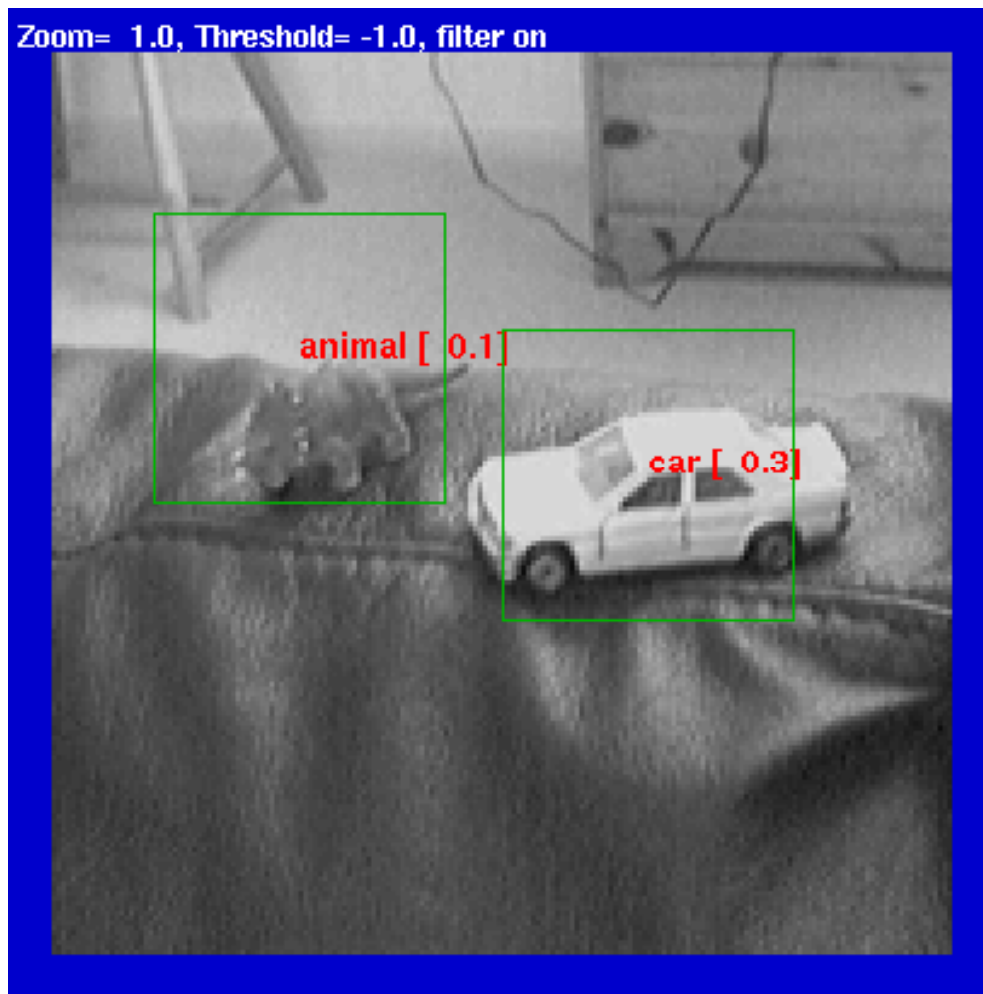 Zoom= 1.0, Threshold= -1.0, filter on
animal [ 0.1]
car [ 0.3]